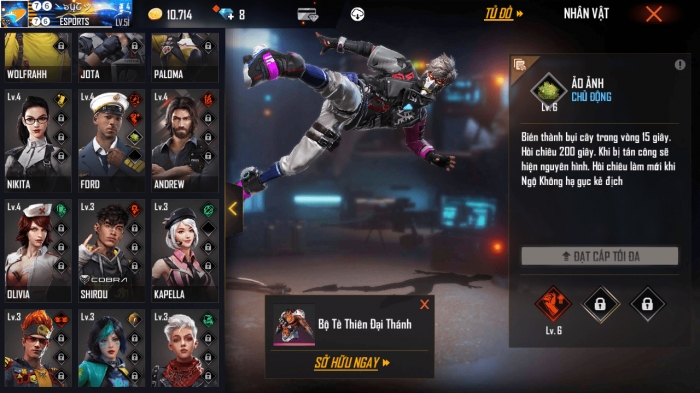 ESPORTS
LV.51
10.714
+ 8
TỦ ĐỒ
NHÂN VẬT
WOLFRAHH
JOTA
PALOMA
Lv.4
Lv.4
Lv.4
NIKITA
FORD
ANDREW
Lv.4
Lv.3
Lv.3
COBRA
OLIVIA
SHIROU
KAPELLA
Lv.3
Lv.3
Lv.3
ẢO ẢNH
CHỦ ĐỘNG
Lv. 6
Biến thành bụi cây trong vòng 15 giây.
Hồi chiêu 200 giây. Khi bị tấn công sẽ
hiện nguyên hình. Hồi chiêu làm mới khi
Ngộ Không hạ gục kẻ địch
ĐẠT CẤP TỐI ĐA
Lv. 6
Bộ Tề Thiên Đại Thánh
SỞ HỮU NGAY